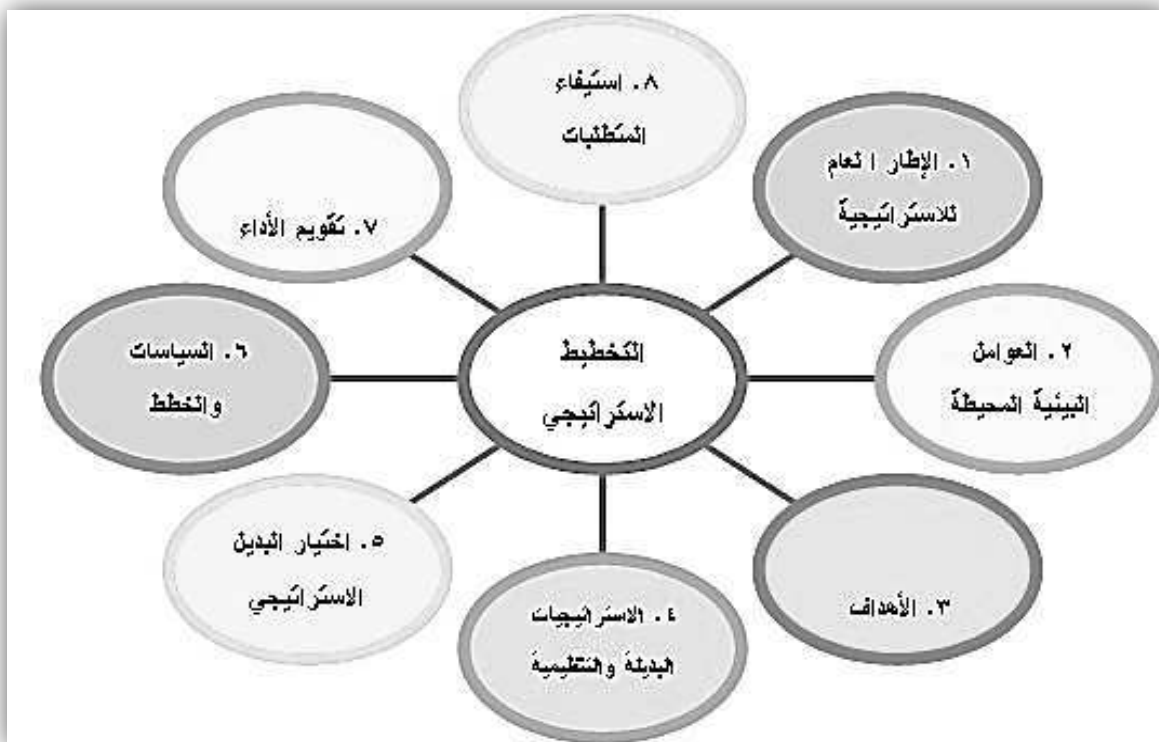 التخطيط
الاستراتيجي
١. الإطار العام
للاستراتيجية
٢. العوامل
البيئية المحيطة
٣. الأهداف
٤. الاستراتيجيات
البديلة والتنظيمية
٥. اختيار البديل
الاستراتيجي
٦. السياسات
والخطط
٧. تقويم الأداء
٨. استيفاء
المتطلبات